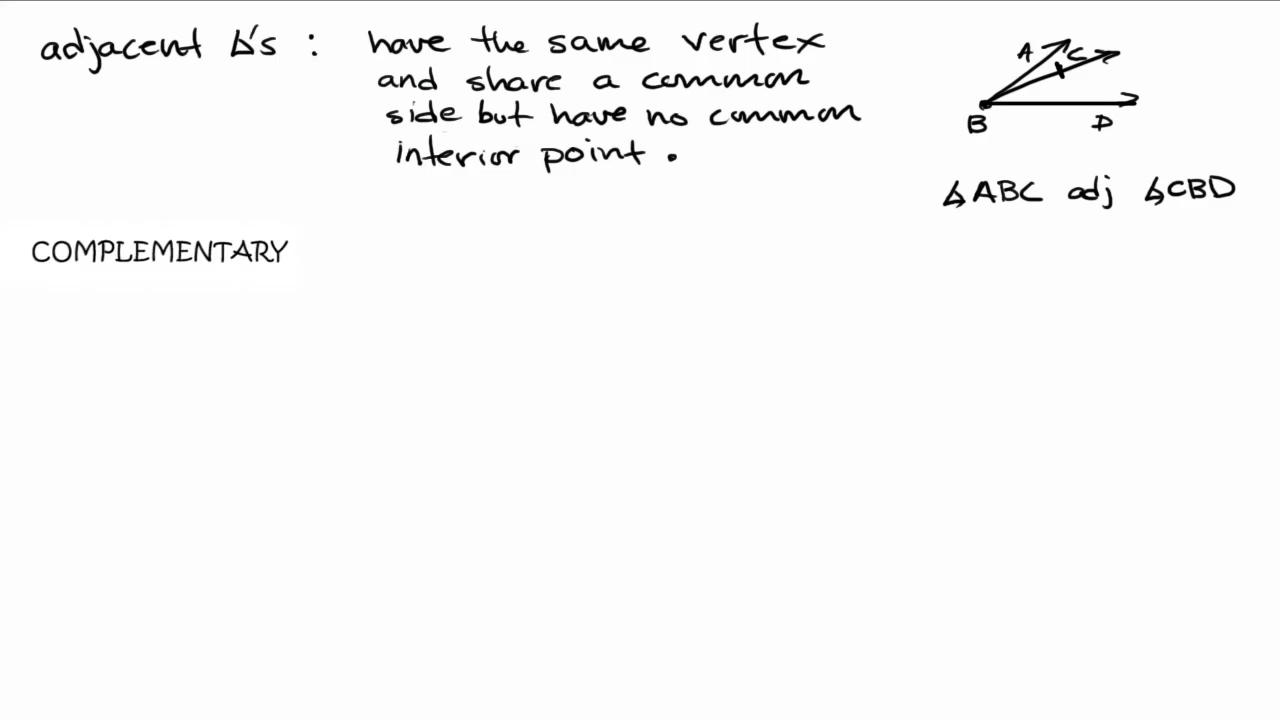 adjacent ∡'s : have the same vertex
and share a common
side but have no common
interior point.
A C
B D
∡ABC adj ∡CBD
COMPLEMENTARY